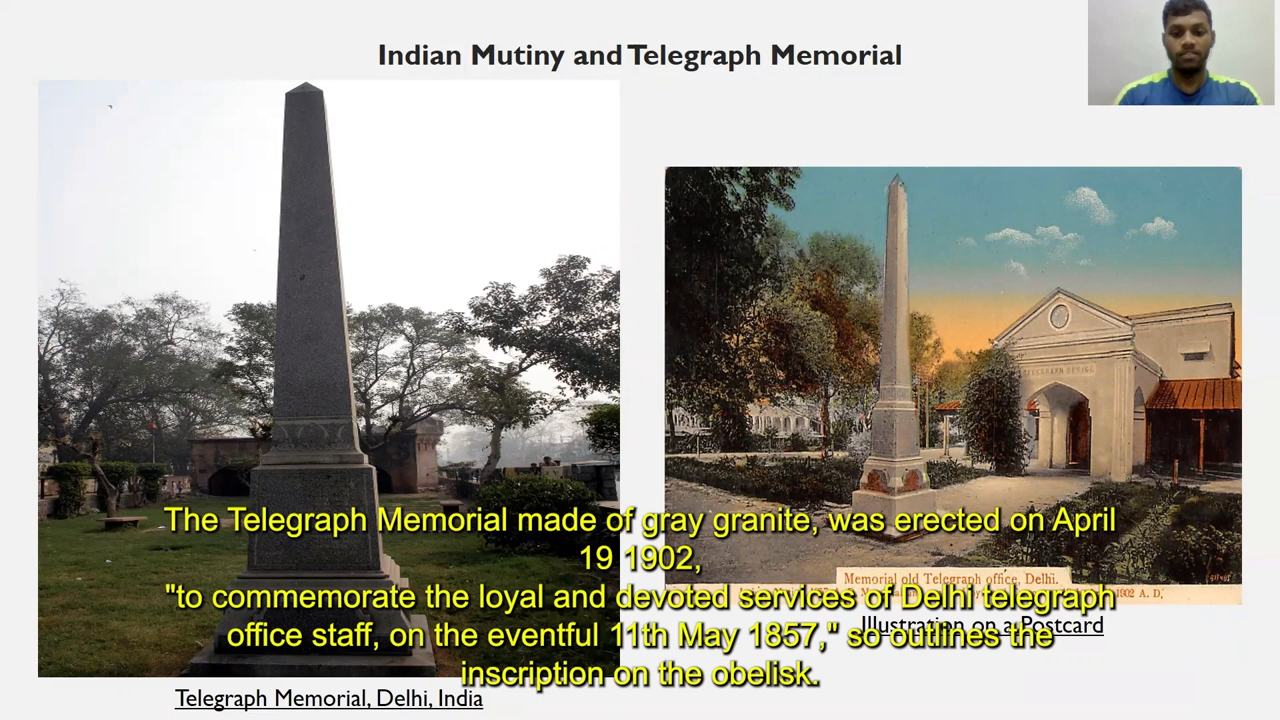 Indian Mutiny and Telegraph Memorial
TELEGRAPH OFFICE
The Telegraph Memorial made of gray granite, was erected on April
19 1902,
"to commemorate the loyal and devoted services of Delhi telegraph
office staff, on the eventful 11th May 1857," so outlines the
inscription on the obelisk.
Memorial old Telegraph office, Delhi.
1902 A. D,
Illustration on a Postcard
Telegraph Memorial, Delhi, India